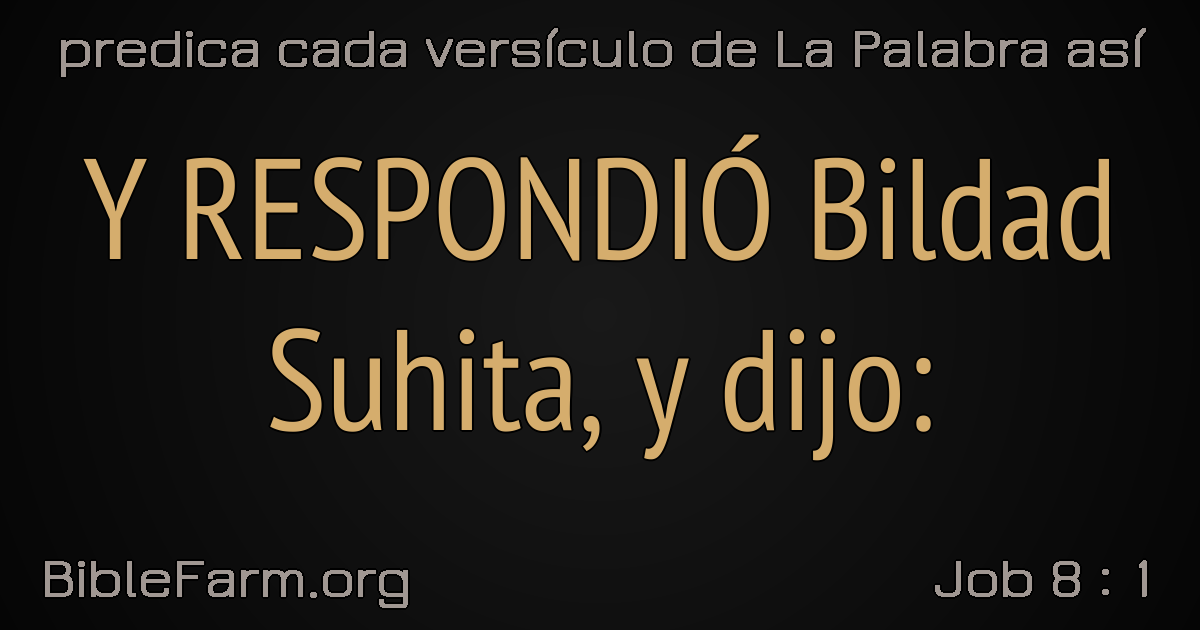 predica cada versículo de La Palabra así
Y RESPONDIÓ Bildad
Suhita, y dijo:
BibleFarm.org
Job 8 : 1